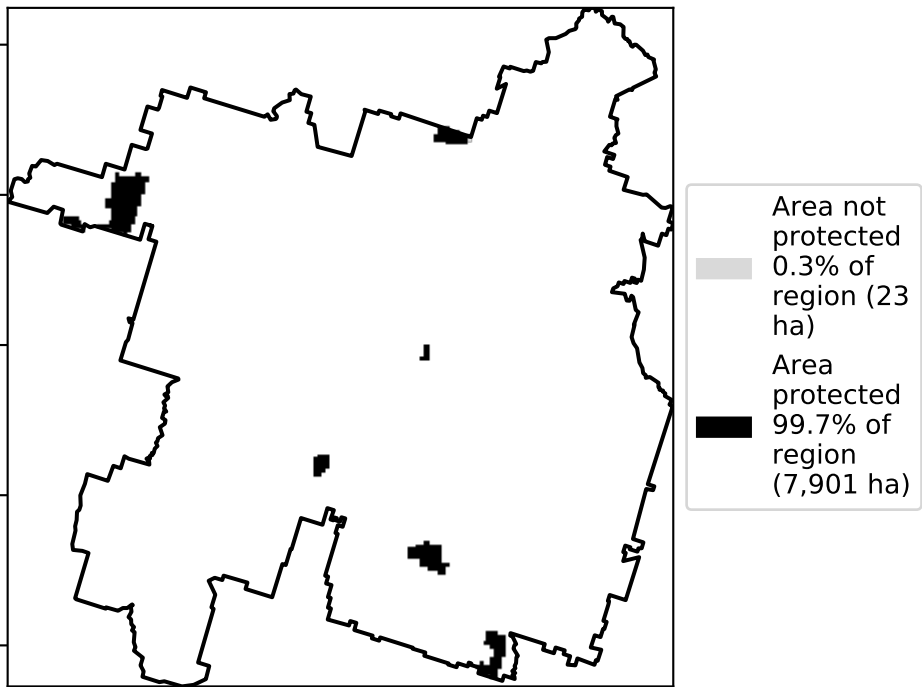 Area not
protected
0.3% of
region (23
ha)
Area
protected
99.7% of
region
(7,901 ha)